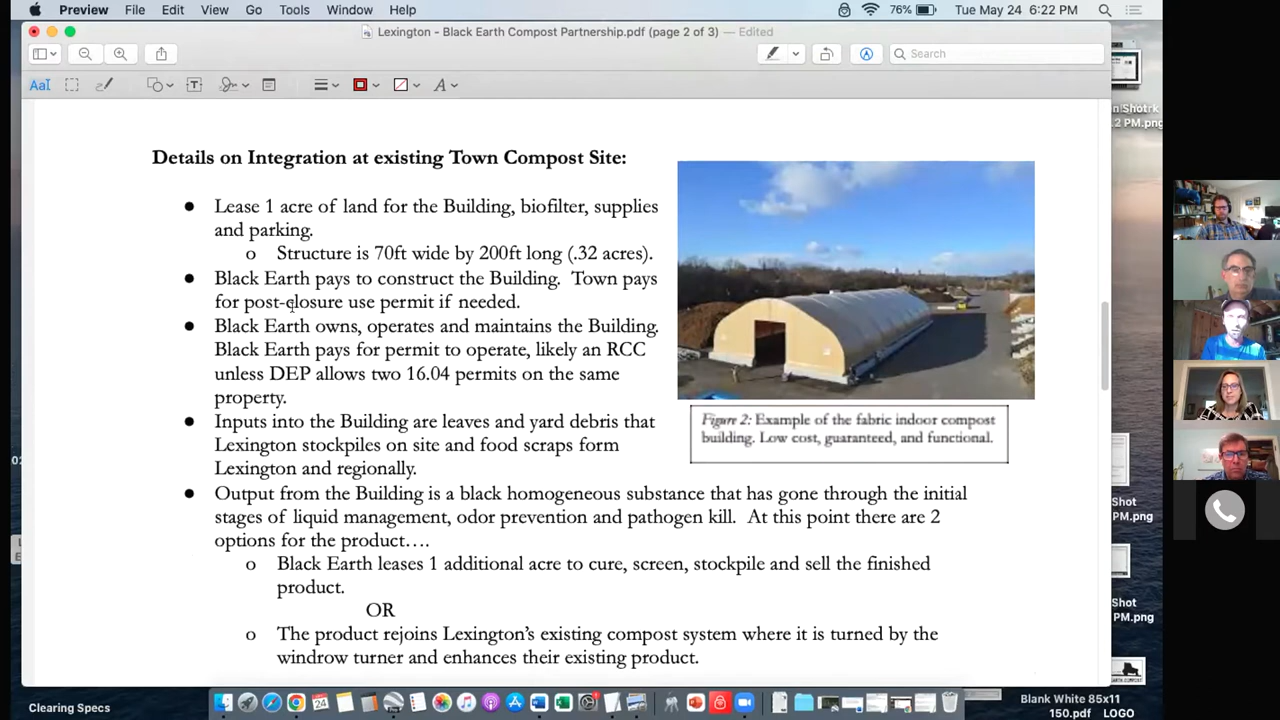 Preview File Edit View Go Tools Window Help 76% Tue May 24 6:22 PM
Lexington - Black Earth Compost Partnership.pdf (page 2 of 3) — Edited
Search
AaI
T
A
Details on Integration at existing Town Compost Site:
● Lease 1 acre of land for the Building, biofilter, supplies
and parking.
o Structure is 70ft wide by 200ft long (.32 acres).
● Black Earth pays to construct the Building. Town pays
for post-closure use permit if needed.
● Black Earth owns, operates and maintains the Building.
Black Earth pays for permit to operate, likely an RCC
unless DEP allows two 16.04 permits on the same
property.
● Inputs into the Building are leaves and yard debris that
Lexington stockpiles on site and food scraps form
Lexington and regionally.
Figure 2: Example of the fabric indoor compost
building. Low cost, guaranteed, and functional.
● Output from the Building is a black homogeneous substance that has gone through the initial
stages of liquid management, odor prevention and pathogen kill. At this point there are 2
options for the product….
o Black Earth leases 1 additional acre to cure, screen, stockpile and sell the finished
product.
OR
o The product rejoins Lexington's existing compost system where it is turned by the
windrow turner and enhances their existing product.
Shot
PM.png
Shot
PM.png
24
Clearing Specs
Blank White 85x11
150.pdf LOGO